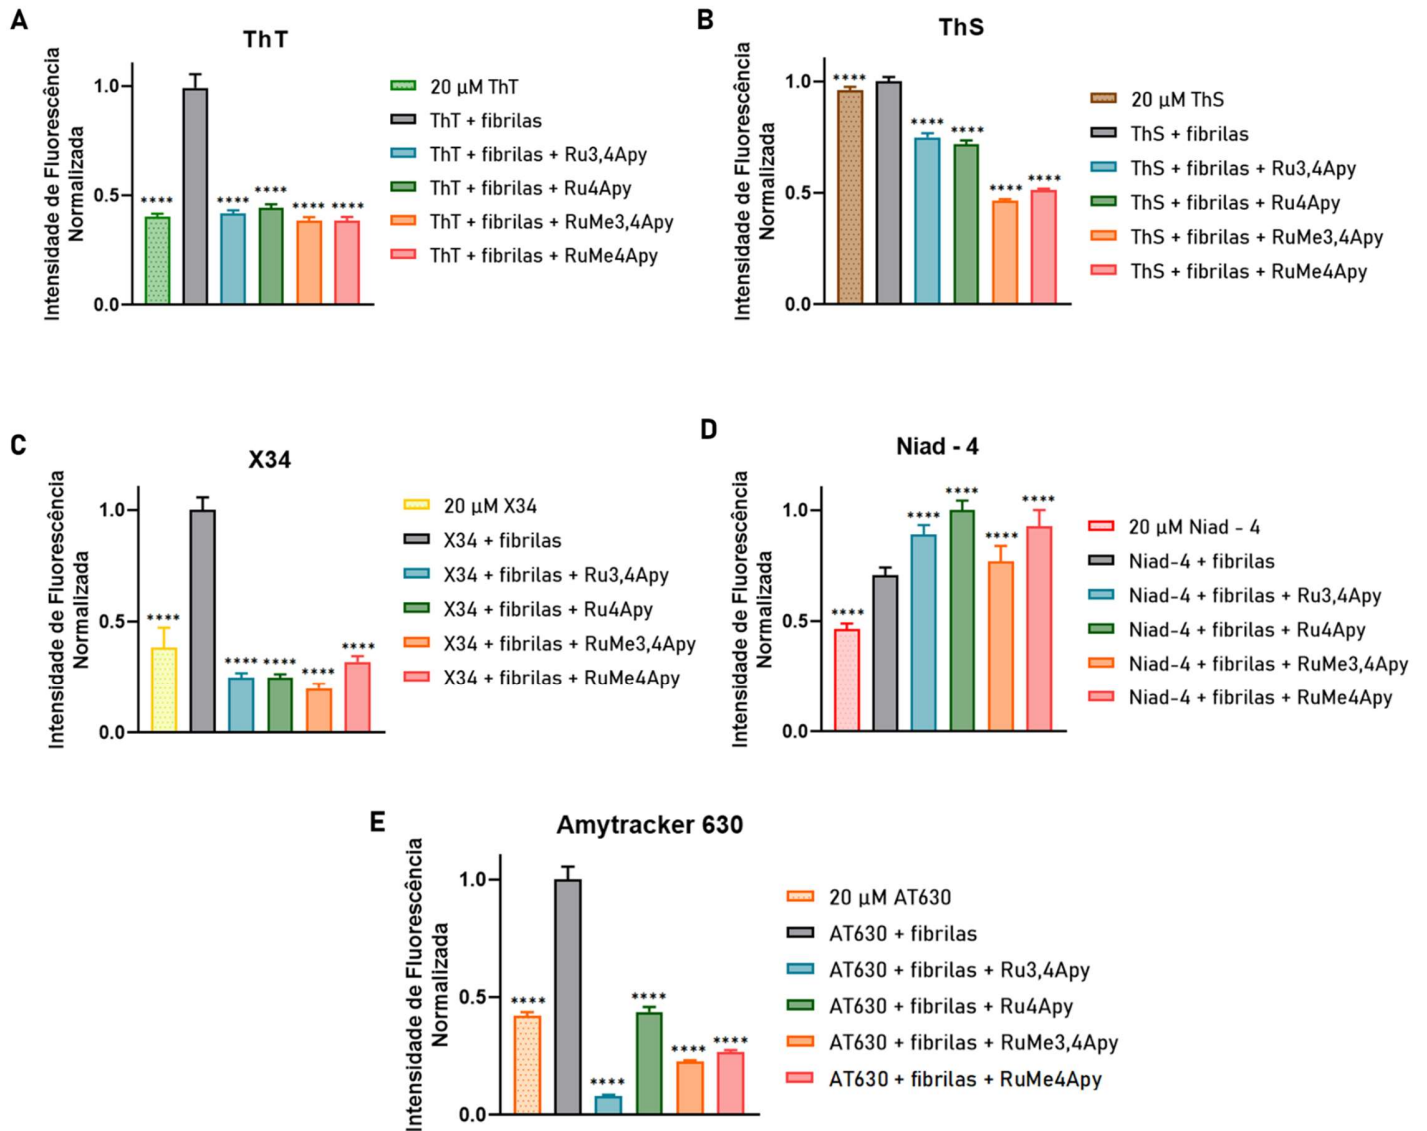 A
ThT
Intensidade de Fluorescência
Normalizada
1.0
0.5
0.0
****
****
****
****
****
20 µM ThT
ThT + fibrilas
ThT + fibrilas + Ru3,4Apy
ThT + fibrilas + Ru4Apy
ThT + fibrilas + RuMe3,4Apy
ThT + fibrilas + RuMe4Apy
B
ThS
Intensidade de Fluorescência
Normalizada
1.0
0.5
0.0
****
****
****
****
****
20 µM ThS
ThS + fibrilas
ThS + fibrilas + Ru3,4Apy
ThS + fibrilas + Ru4Apy
ThS + fibrilas + RuMe3,4Apy
ThS + fibrilas + RuMe4Apy
C
X34
Intensidade de Fluorescência
Normalizada
1.0
0.5
0.0
****
****
****
****
****
20 µM X34
X34 + fibrilas
X34 + fibrilas + Ru3,4Apy
X34 + fibrilas + Ru4Apy
X34 + fibrilas + RuMe3,4Apy
X34 + fibrilas + RuMe4Apy
D
Niad - 4
Intensidade de Fluorescência
Normalizada
1.0
0.5
0.0
****
****
****
****
****
20 µM Niad - 4
Niad-4 + fibrilas
Niad-4 + fibrilas + Ru3,4Apy
Niad-4 + fibrilas + Ru4Apy
Niad-4 + fibrilas + RuMe3,4Apy
Niad-4 + fibrilas + RuMe4Apy
E
Amytracker 630
Intensidade de Fluorescência
Normalizada
1.0
0.5
0.0
****
****
****
****
****
20 µM AT630
AT630 + fibrilas
AT630 + fibrilas + Ru3,4Apy
AT630 + fibrilas + Ru4Apy
AT630 + fibrilas + RuMe3,4Apy
AT630 + fibrilas + RuMe4Apy